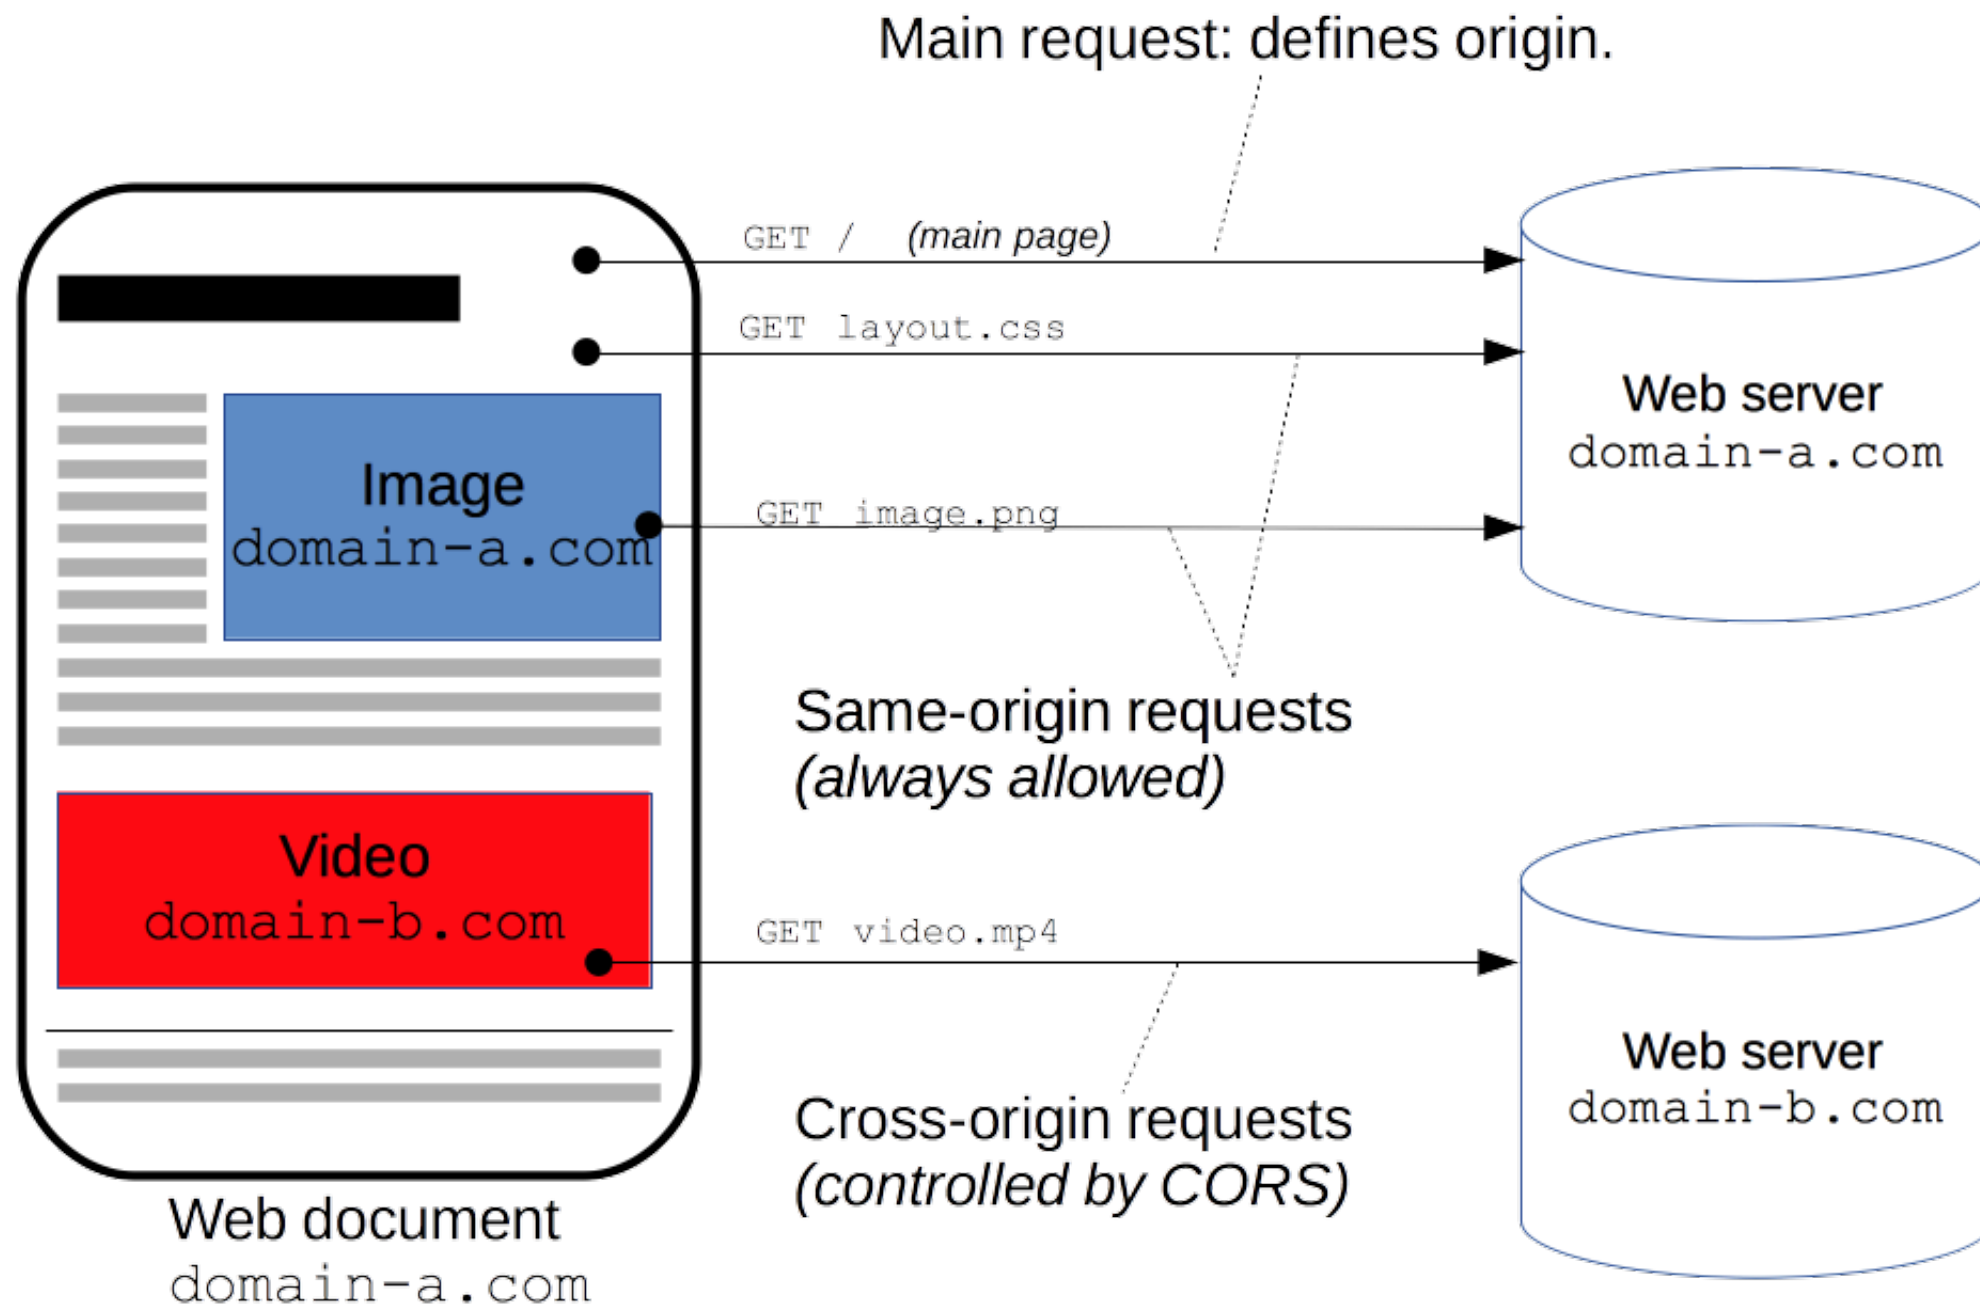 Main request: defines origin.
GET / (main page)
GET layout.css
Image
domain-a.com
GET image.png
Web server
domain-a.com
Same-origin requests
(always allowed)
Video
domain-b.com
GET video.mp4
Web server
domain-b.com
Cross-origin requests
(controlled by CORS)
Web document
domain-a.com